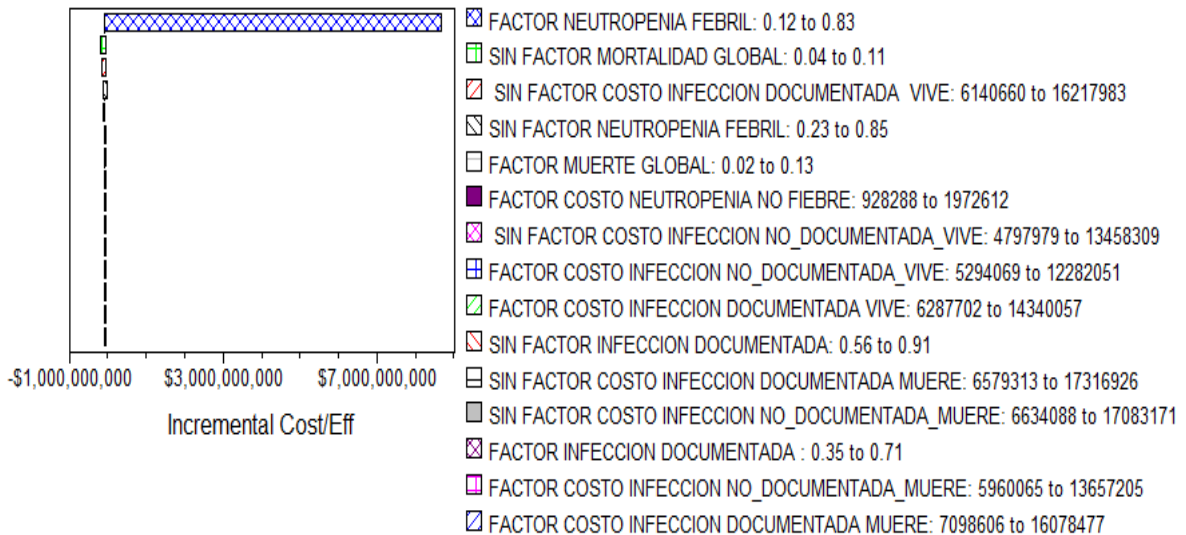 FACTOR NEUTROPENIA FEBRIL: 0.12 to 0.83
SIN FACTOR MORTALIDAD GLOBAL: 0.04 to 0.11
SIN FACTOR COSTO INFECCION DOCUMENTADA VIVE: 6140660 to 16217983
SIN FACTOR NEUTROPENIA FEBRIL: 0.23 to 0.85
FACTOR MUERTE GLOBAL: 0.02 to 0.13
FACTOR COSTO NEUTROPENIA NO FIEBRE: 928288 to 1972612
SIN FACTOR COSTO INFECCION NO_DOCUMENTADA_VIVE: 4797979 to 13458309
FACTOR COSTO INFECCION NO_DOCUMENTADA_VIVE: 5294069 to 12282051
FACTOR COSTO INFECCION DOCUMENTADA VIVE: 6287702 to 14340057
SIN FACTOR INFECCION DOCUMENTADA: 0.56 to 0.91
SIN FACTOR COSTO INFECCION DOCUMENTADA MUERE: 6579313 to 17316926
SIN FACTOR COSTO INFECCION NO_DOCUMENTADA_MUERE: 6634088 to 17083171
FACTOR INFECCION DOCUMENTADA : 0.35 to 0.71
FACTOR COSTO INFECCION NO_DOCUMENTADA_MUERE: 5960065 to 13657205
FACTOR COSTO INFECCION DOCUMENTADA MUERE: 7098606 to 16078477
-$1,000,000,000 $3,000,000,000 $7,000,000,000
Incremental Cost/Eff